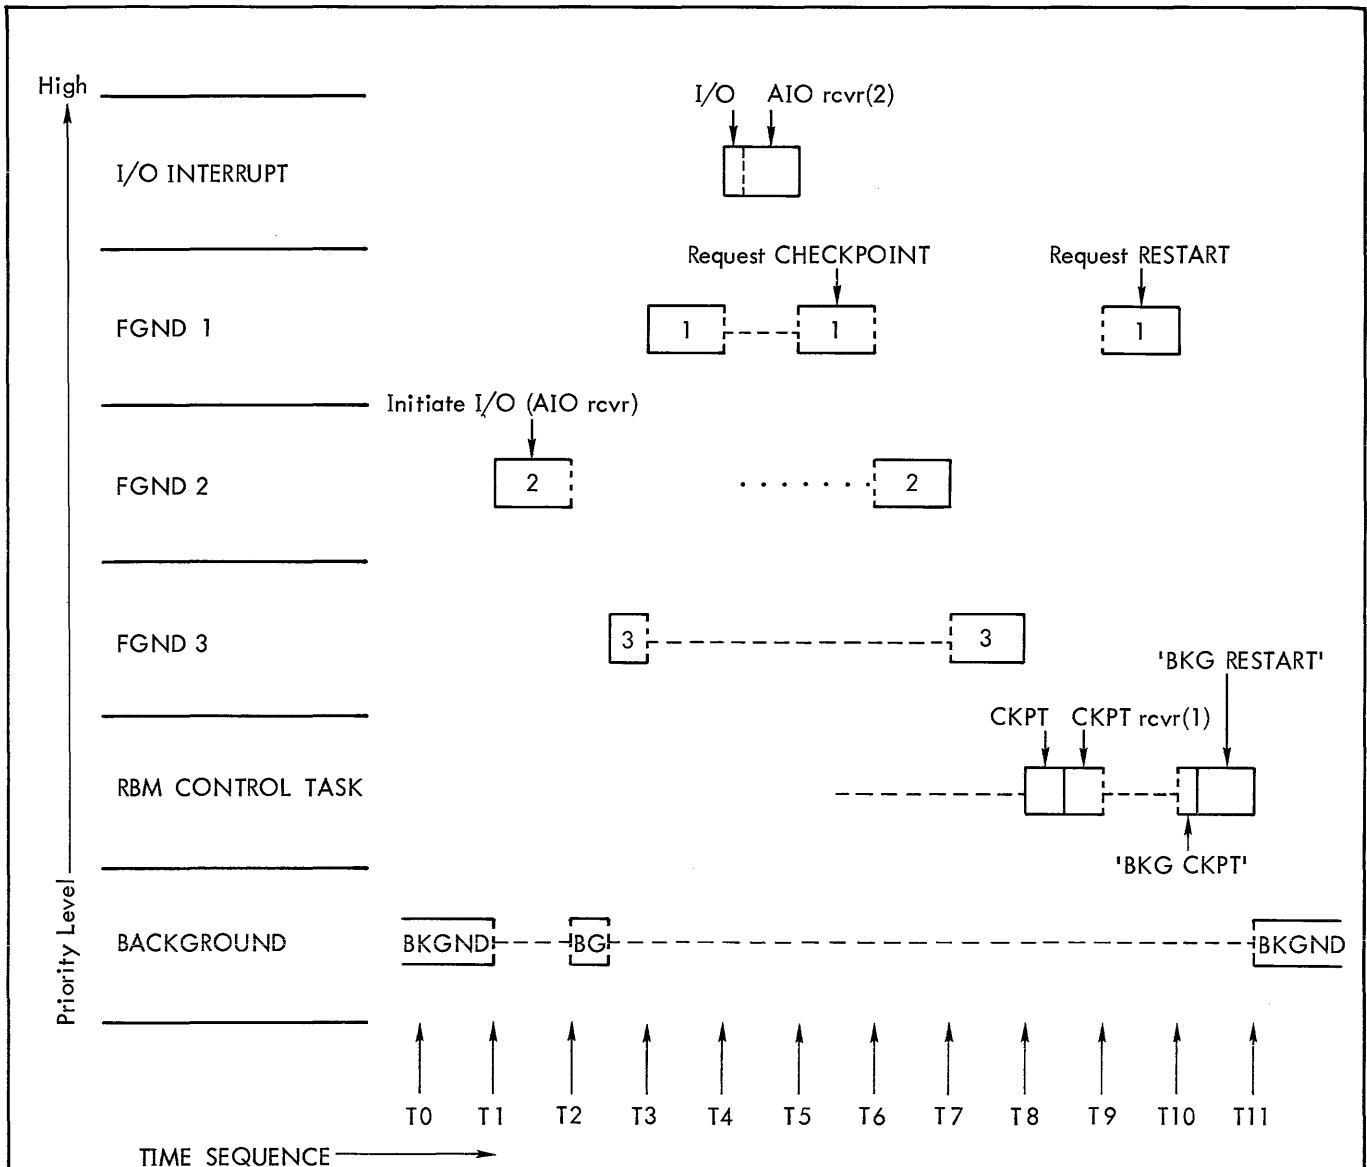 High
I/O AIO rcvr(2)
I/O INTERRUPT
Request CHECKPOINT Request RESTART
FGND 1 1 1 1
Initiate I/O (AIO rcvr)
FGND 2 2 2
FGND 3 3 3
'BKG RESTART'
CKPT CKPT rcvr(1)
RBM CONTROL TASK
'BKG CKPT'
Priority Level
BACKGROUND BKGND BG BKGND
T0 T1 T2 T3 T4 T5 T6 T7 T8 T9 T10 T11
TIME SEQUENCE